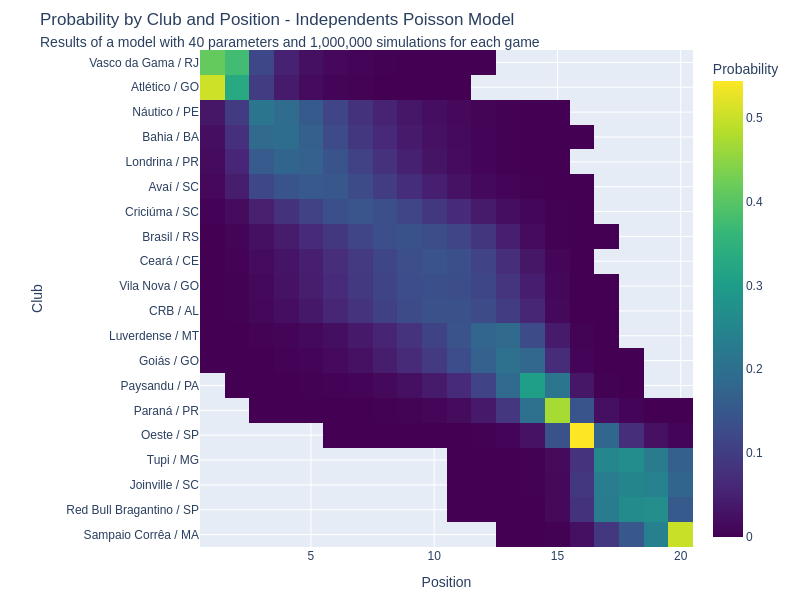 Probability by Club and Position - Independents Poisson Model
Results of a model with 40 parameters and 1,000,000 simulations for each game
Probability
Vasco da Gama / RJ
Atlético / GO
Náutico / PE
Bahia / BA
Londrina / PR
Avaí / SC
Criciúma / SC
Brasil / RS
Ceará / CE
Vila Nova / GO
CRB / AL
Luverdense / MT
Goiás / GO
Paysandu / PA
Paraná / PR
Oeste / SP
Tupi / MG
Joinville / SC
Red Bull Bragantino / SP
Sampaio Corrêa / MA
Club
5 10 15 20
Position
0.5
0.4
0.3
0.2
0.1
0